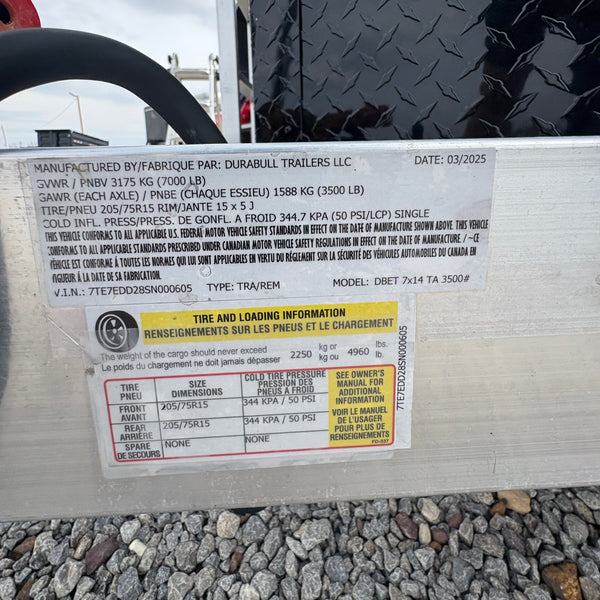 MANUFACTURED BY/FABRIQUE PAR: DURABULL TRAILERS LLC DATE: 03/2025
GVWR / PNBV 3175 KG (7000 LB)
GAWR (EACH AXLE) / PNBE (CHAQUE ESSIEU) 1588 KG (3500 LB)
TIRE/PNEU 205/75R15 RIM/JANTE 15 x 5 J
COLD INFL. PRESS/PRESS. DE GONFL. A FROID 344.7 KPA (50 PSI/LCP) SINGLE
THIS VEHICLE CONFORMS TO ALL APPLICABLE U.S. FEDERAL MOTOR VEHICLE SAFETY STANDARDS IN EFFECT ON THE DATE OF MANUFACTURE SHOWN ABOVE. THIS VEHICLE
CONFORMS TO ALL APPLICABLE STANDARDS PRESCRIBED UNDER CANADIAN MOTOR VEHICLE SAFETY REGULATIONS IN EFFECT ON THE DATE OF MANUFACTURE / ~CE
VÉHICULE EST CONFORME A TOUTES LES NORMES QUI LUI SONT APPLICABLES EN VERTU DU RÉGLEMENT SUR LA SÉCURITÉ DES VÉHICULES AUTOMOBILES DU CANADA EN
VIGUEUR Á LA DATE DE SA FABRICATION.
V.I.N.: 7TE7EDD28SN000605 TYPE: TRA/REM MODEL: DBET 7x14 TA 3500#
TIRE AND LOADING INFORMATION
RENSEIGNEMENTS SUR LES PNEUS ET LE CHARGEMENT
The weight of the cargo should never exceed 2250 kg or 4960 lbs.
Le poids du chargement ne doit jamais dépasser kg ou lb.
TIRE PNEU SIZE DIMENSIONS COLD TIRE PRESSURE PRESSION DES PNEUS A FROID
FRONT AVANT 205/75R15 344 KPA / 50 PSI
REAR ARRIÈRE 205/75R15 344 KPA / 50 PSI
SPARE DE SECOURS NONE NONE
SEE OWNER'S
MANUAL FOR
ADDITIONAL
INFORMATION
VOIR LE MANUEL
DE L'USAGER
POUR PLUS DE
RENSEIGNEMENTS
7TE7EDD28SN000605